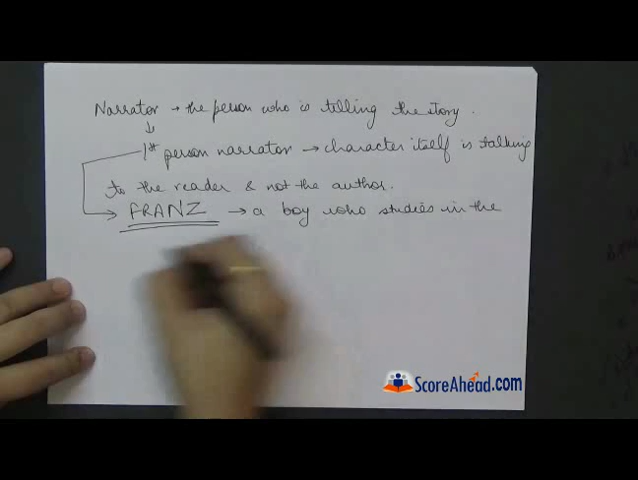 Narrator → the person who is telling the story.
↓
1st person narrator → character itself is talking
to the reader & not the author.
→ FRANZ → a boy who studies in the
ScoreAhead.com